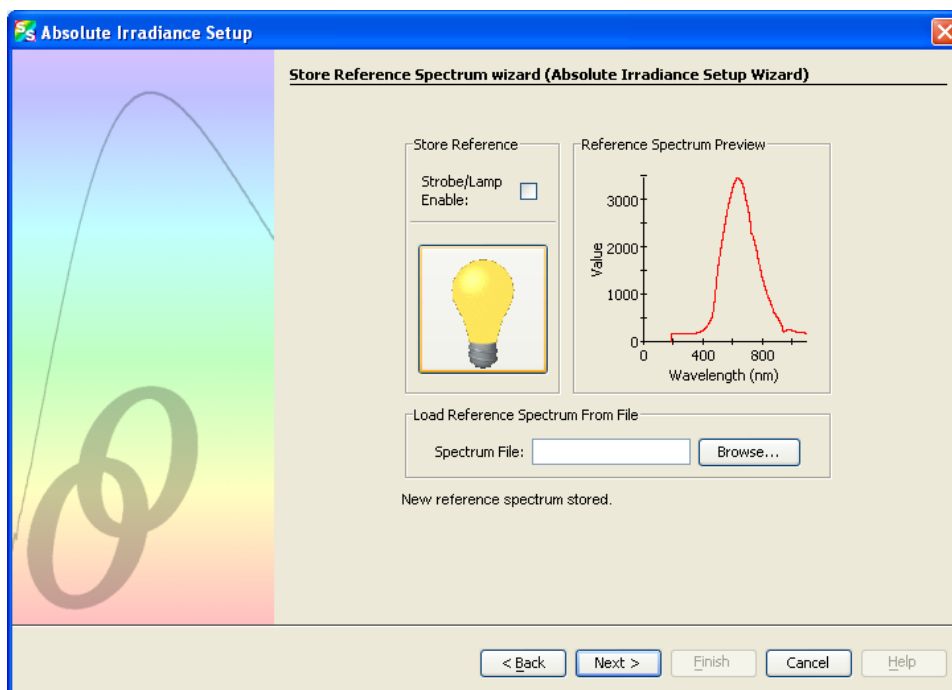 Absolute Irradiance Setup
Store Reference Spectrum wizard (Absolute Irradiance Setup Wizard)
Store Reference
Strobe/Lamp
Enable:
Reference Spectrum Preview
Value
3000
2000
1000
0
0
400
800
Wavelength (nm)
Load Reference Spectrum From File
Spectrum File:
Browse...
New reference spectrum stored.
< Back
Next >
Finish
Cancel
Help